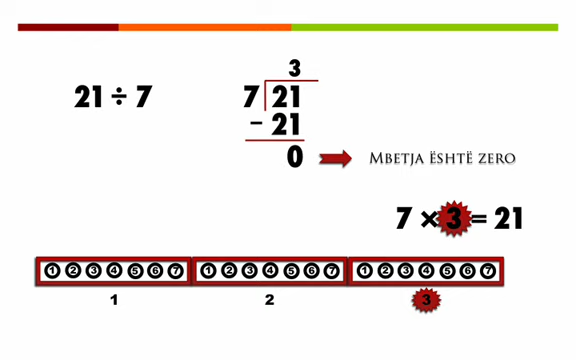 21 ÷ 7
3
7 21
− 21
0
MBETJA ËSHTË ZERO
7 × 3 = 21
1 2 3 4 5 6 7 1 2 3 4 5 6 7 1 2 3 4 5 6 7
1 2 3